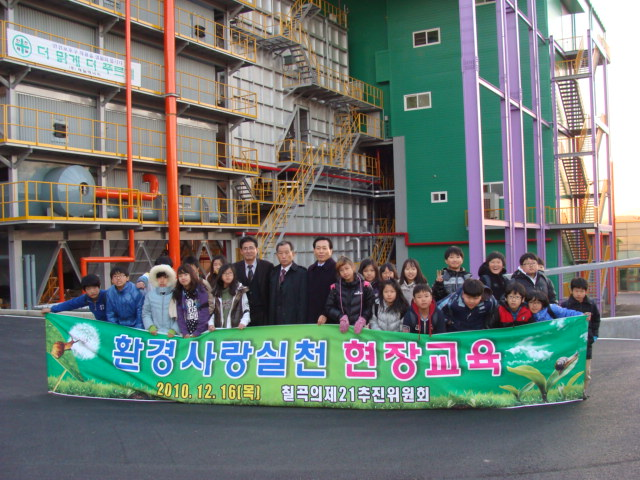 더 맑게 더 푸르게
환경사랑실천 현장교육
2010. 12. 16(목) 칠곡의제21추진위원회